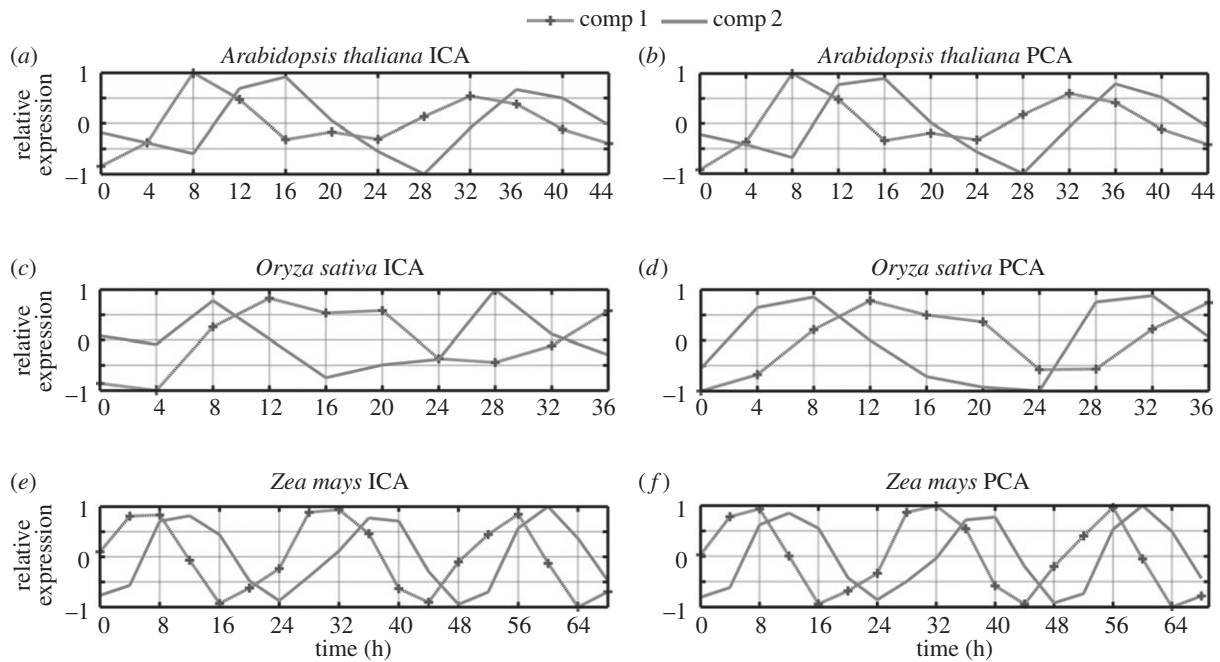 comp 1 comp 2
(a) Arabidopsis thaliana ICA
relative expression
1
0
–1
0 4 8 12 16 20 24 28 32 36 40 44
(b) Arabidopsis thaliana PCA
1
0
–1
0 4 8 12 16 20 24 28 32 36 40 44
(c) Oryza sativa ICA
relative expression
1
0
–1
0 4 8 12 16 20 24 28 32 36
(d) Oryza sativa PCA
1
0
–1
0 4 8 12 16 20 24 28 32 36
(e) Zea mays ICA
relative expression
1
0
–1
0 8 16 24 32 40 48 56 64
time (h)
(f) Zea mays PCA
1
0
–1
0 8 16 24 32 40 48 56 64
time (h)